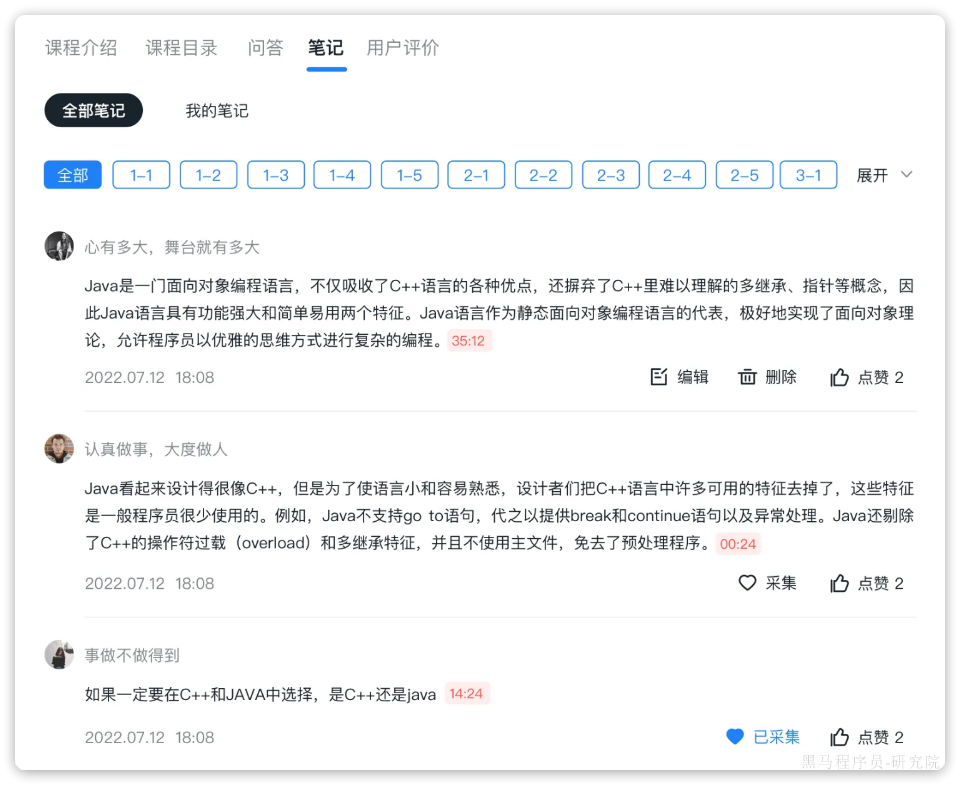 课程介绍 课程目录 问答 笔记 用户评价
全部笔记 我的笔记
全部 1-1 1-2 1-3 1-4 1-5 2-1 2-2 2-3 2-4 2-5 3-1 展开
心有多大，舞台就有多大
Java是一门面向对象编程语言，不仅吸收了C++语言的各种优点，还摒弃了C++里难以理解的多继承、指针等概念，因
此Java语言具有功能强大和简单易用两个特征。Java语言作为静态面向对象编程语言的代表，极好地实现了面向对象理
论，允许程序员以优雅的思维方式进行复杂的编程。 35:12
2022.07.12 18:08 编辑 删除 点赞 2
认真做事，大度做人
Java看起来设计得很像C++，但是为了使语言小和容易熟悉，设计者们把C++语言中许多可用的特征去掉了，这些特征
是一般程序员很少使用的。例如，Java不支持go to语句，代之以提供break和continue语句以及异常处理。Java还剔除
了C++的操作符过载（overload）和多继承特征，并且不使用主文件，免去了预处理程序。 00:24
2022.07.12 18:08 采集 点赞 2
事做不做得到
如果一定要在C++和JAVA中选择，是C++还是java 14:24
2022.07.12 18:08 已采集 点赞 2
黑马程序员-研究院